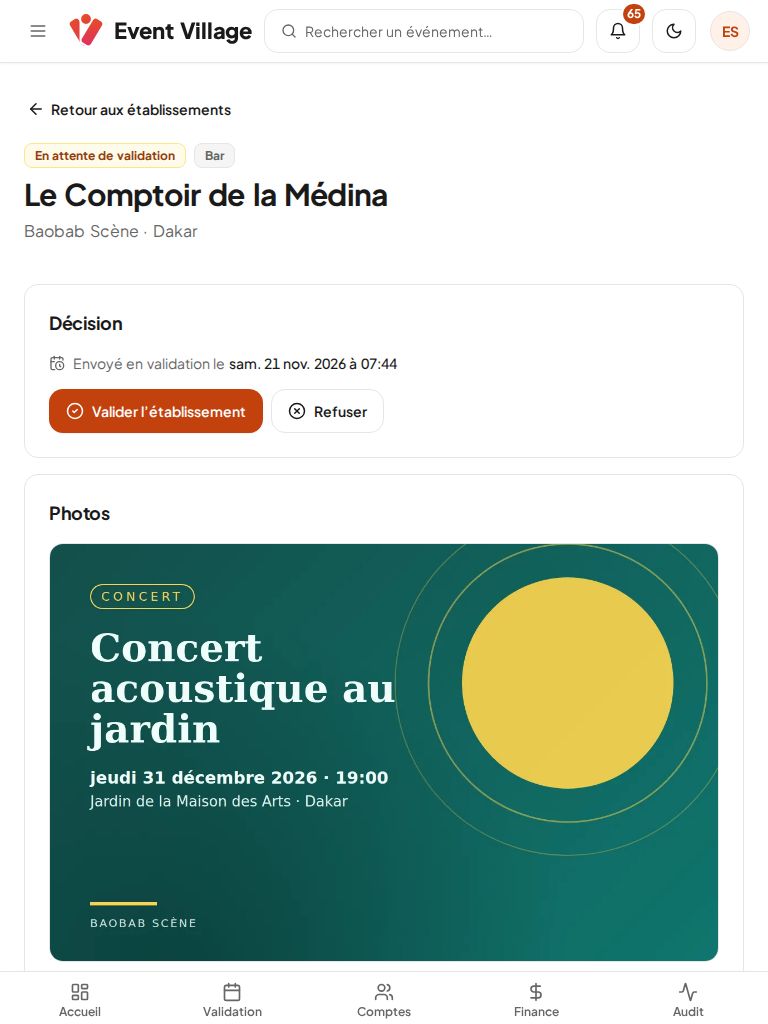 Event Village
Rechercher un événement...
65
ES
Retour aux établissements
En attente de validation
Bar
Le Comptoir de la Médina
Baobab Scène · Dakar
Décision
Envoyé en validation le sam. 21 nov. 2026 à 07:44
Valider l'établissement
Refuser
Photos
CONCERT
Concert
acoustique au
jardin
jeudi 31 décembre 2026 · 19:00
Jardin de la Maison des Arts · Dakar
BAOBAB SCÈNE
Accueil
Validation
Comptes
Finance
Audit